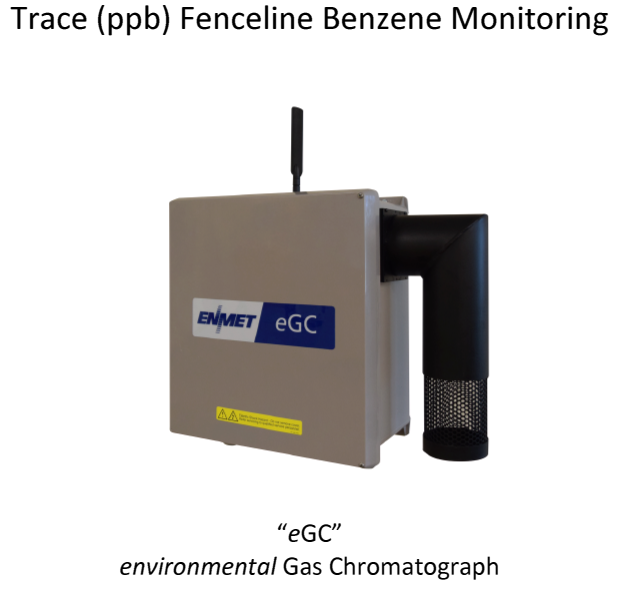 Trace (ppb) Fenceline Benzene Monitoring
ENMET eGC
“eGC”
environmental Gas Chromatograph